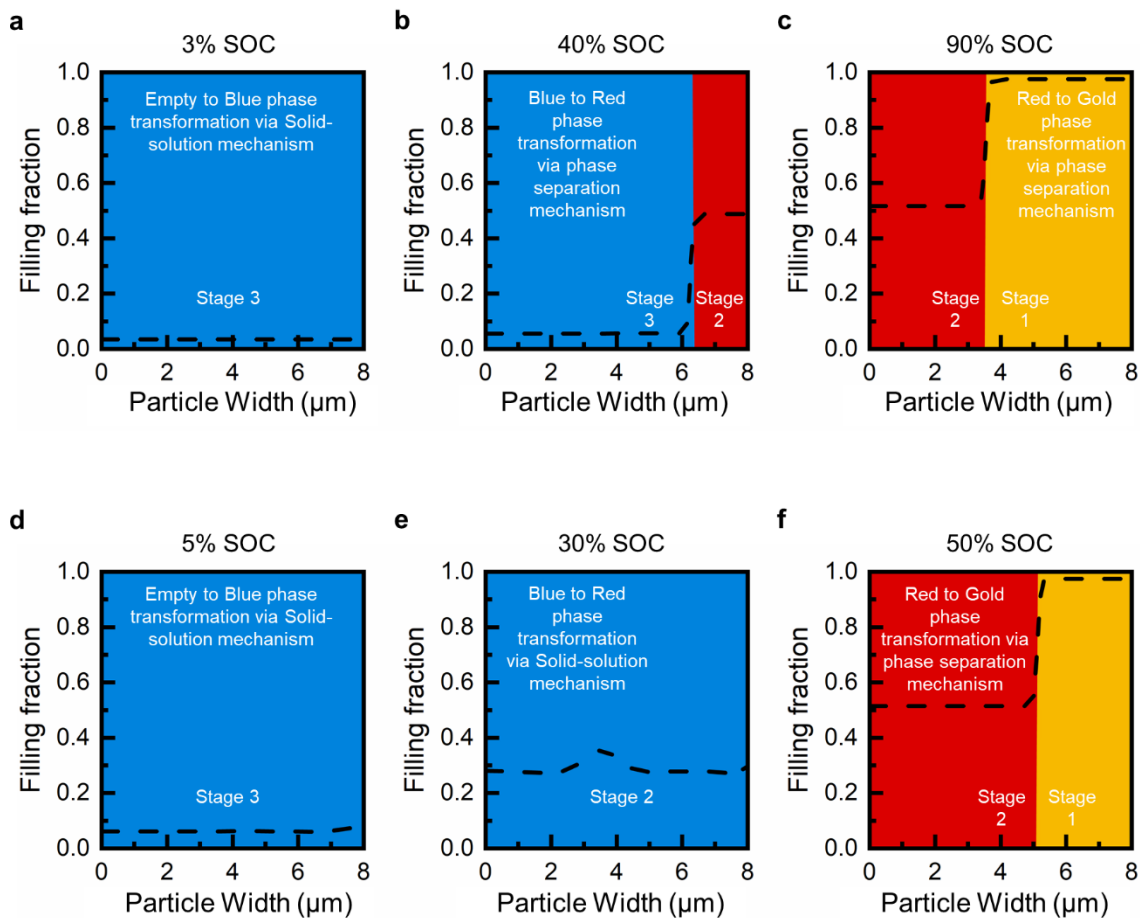 a
3% SOC
Filling fraction
1.0
0.8
0.6
0.4
0.2
0.0
Empty to Blue phase
transformation via Solid-
solution mechanism
Stage 3
0 2 4 6 8
Particle Width (µm)
b
40% SOC
Filling fraction
1.0
0.8
0.6
0.4
0.2
0.0
Blue to Red
phase
transformation
via phase
separation
mechanism
Stage
3
Stage
2
0 2 4 6 8
Particle Width (µm)
c
90% SOC
Filling fraction
1.0
0.8
0.6
0.4
0.2
0.0
Red to Gold
phase
transformation
via phase
separation
mechanism
Stage
2
Stage
1
0 2 4 6 8
Particle Width (µm)
d
5% SOC
Filling fraction
1.0
0.8
0.6
0.4
0.2
0.0
Empty to Blue phase
transformation via Solid-
solution mechanism
Stage 3
0 2 4 6 8
Particle Width (µm)
e
30% SOC
Filling fraction
1.0
0.8
0.6
0.4
0.2
0.0
Blue to Red
phase
transformation
via Solid-solution
mechanism
Stage 2
0 2 4 6 8
Particle Width (µm)
f
50% SOC
Filling fraction
1.0
0.8
0.6
0.4
0.2
0.0
Red to Gold
phase
transformation via
phase separation
mechanism
Stage
2
Stage
1
0 2 4 6 8
Particle Width (µm)